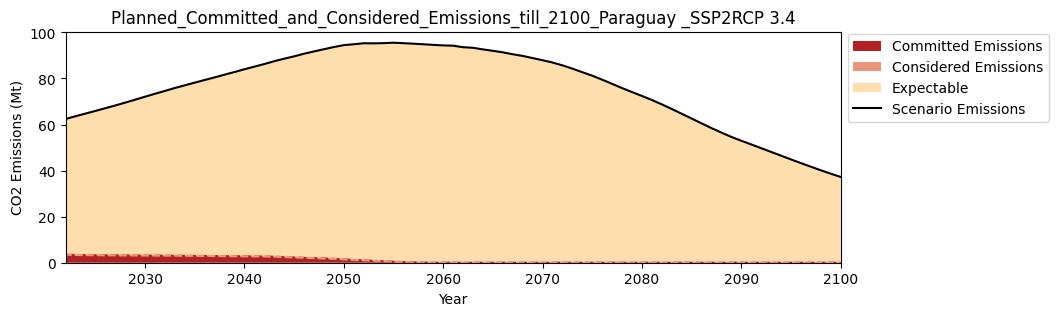 Planned_Committed_and_Considered_Emissions_till_2100_Paraguay _SSP2RCP 3.4
CO2 Emissions (Mt)
100
80
60
40
20
0
2030 2040 2050 2060 2070 2080 2090 2100
Year
Committed Emissions
Considered Emissions
Expectable
Scenario Emissions